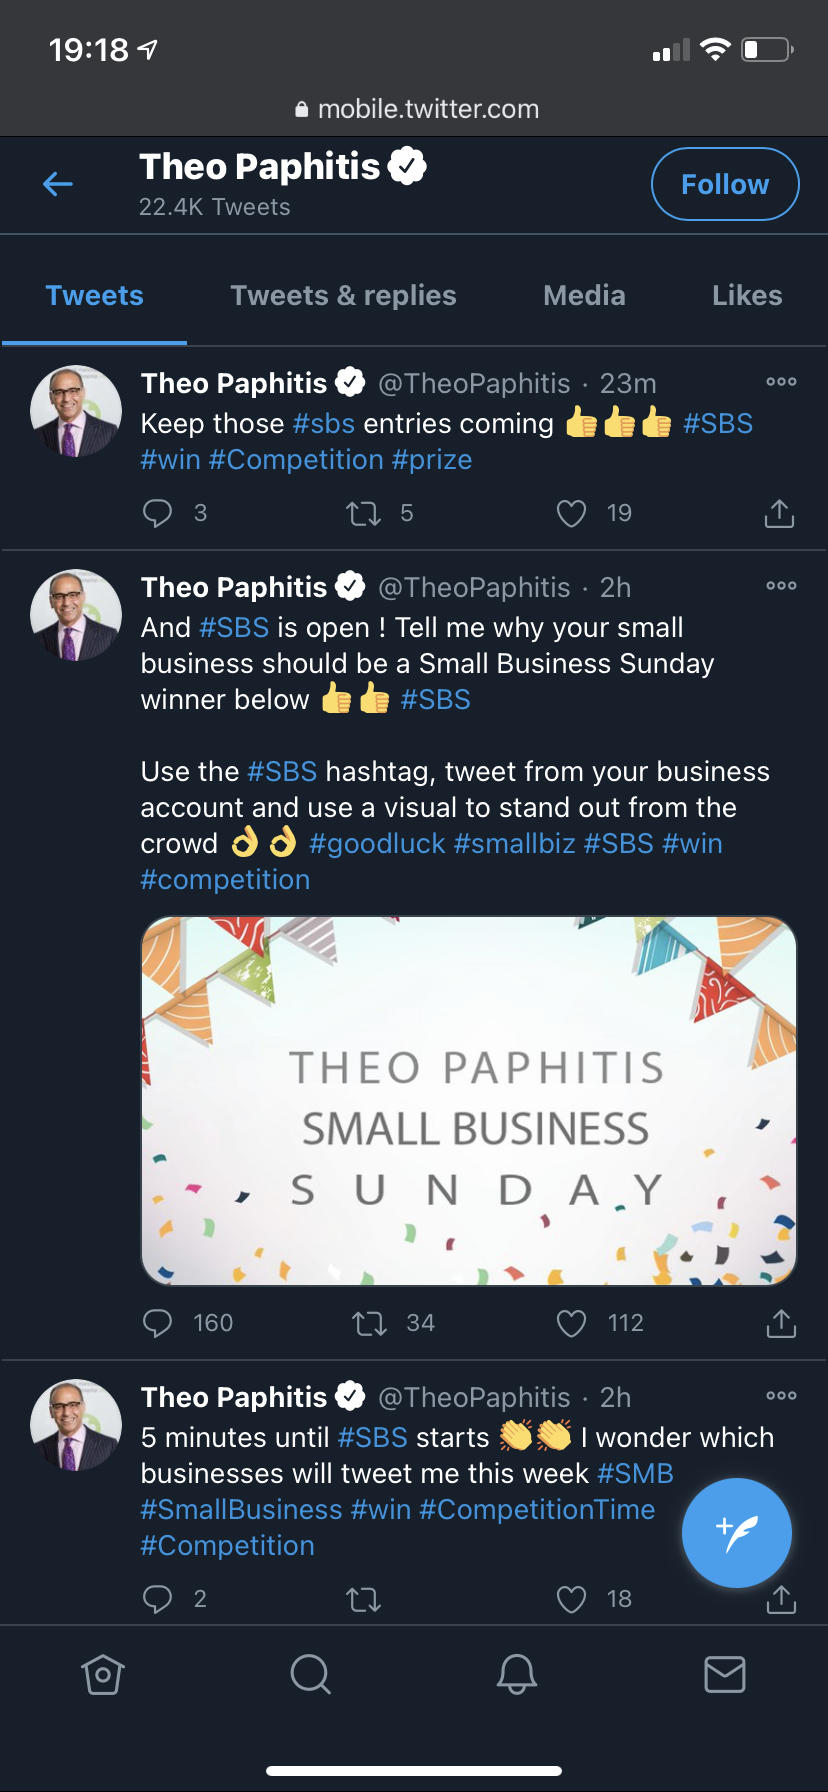 19:18
mobile.twitter.com
Theo Paphitis
22.4K Tweets
Follow
Tweets
Tweets & replies
Media
Likes
Theo Paphitis @TheoPaphitis · 23m
Keep those #sbs entries coming 👍👍👍 #SBS
#win #Competition #prize
3 5 19
Theo Paphitis @TheoPaphitis · 2h
And #SBS is open ! Tell me why your small
business should be a Small Business Sunday
winner below 👍👍 #SBS
Use the #SBS hashtag, tweet from your business
account and use a visual to stand out from the
crowd 👌👌 #goodluck #smallbiz #SBS #win
#competition
THEO PAPHITIS
SMALL BUSINESS
SUNDAY
160 34 112
Theo Paphitis @TheoPaphitis · 2h
5 minutes until #SBS starts 👏👏 I wonder which
businesses will tweet me this week #SMB
#SmallBusiness #win #CompetitionTime
#Competition
2 18